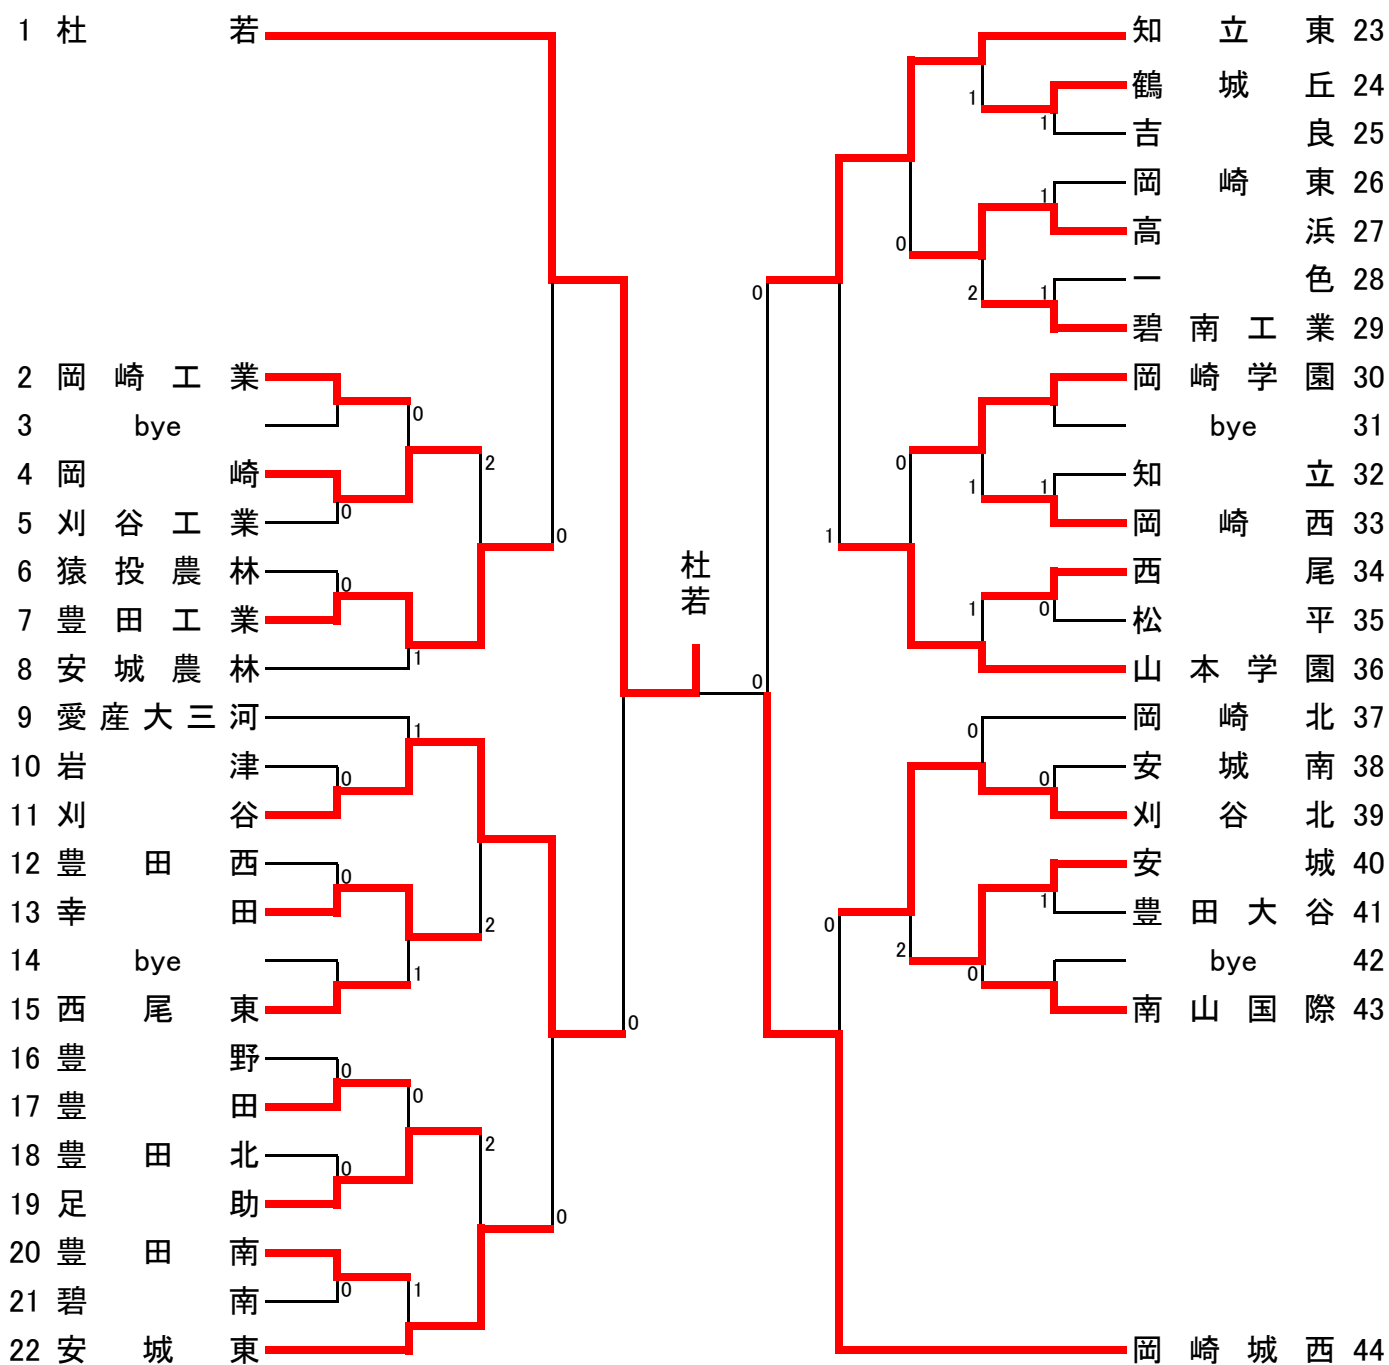 1 杜若
2 岡崎工業
3 bye
4 岡崎
5 刈谷工業
6 猿投農林
7 豊田工業
8 安城農林
9 愛産大三河
10 岩津
11 刈谷
12 豊田西
13 幸田
14 bye
15 西尾東
16 豊野
17 豊田
18 豊田北
19 足助
20 豊田南
21 碧南
22 安城東
0
0
0
1
1
0
0
1
0
0
0
1
0
2
2
2
0
0
0
杜若
0
0
1
0
0
0
0
2
1
2
1
1
0
0
1
1
1
1
1
0
0
1
知立東 23
鶴城丘 24
吉良 25
岡崎東 26
高浜 27
一色 28
碧南工業 29
岡崎学園 30
bye 31
知立 32
岡崎西 33
西尾 34
松平 35
山本学園 36
岡崎北 37
安城南 38
刈谷北 39
安城 40
豊田大谷 41
bye 42
南山国際 43
岡崎城西 44